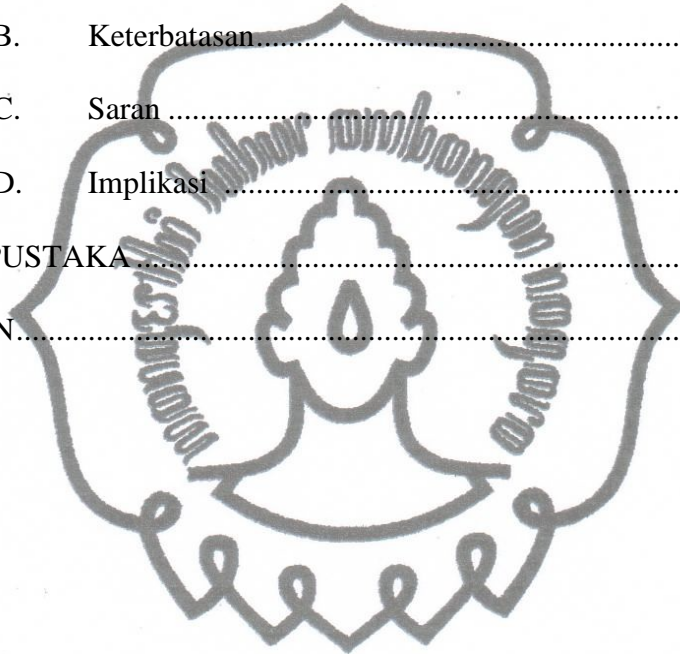 B. Keterbatasan..........................................................
C. Saran ......................................................................
D. Implikasi ................................................................
PUSTAKA ...................................................................
N.................................................................................